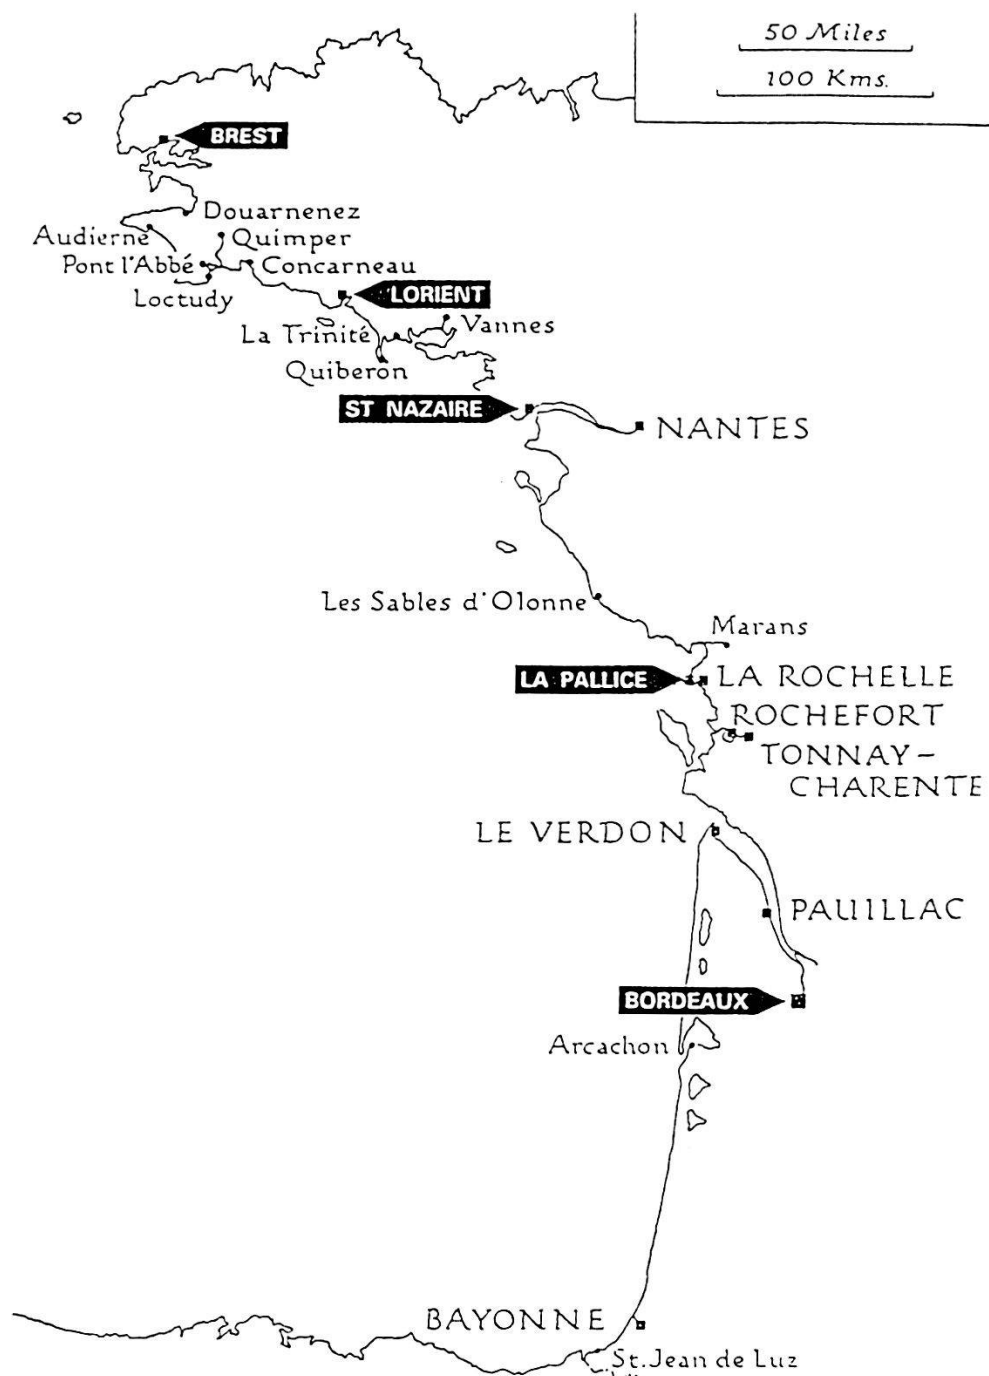 50 Miles
100 Kms.
BREST
Douarnenez
Audierne
Quimper
Pont l'Abbé
Concarneau
Loctudy
LORIENT
La Trinité
Vannes
Quiberon
ST NAZAIRE
NANTES
Les Sables d'Olonne
Marans
LA PALLICE
LA ROCHELLE
ROCHEFORT
TONNAY-
CHARENTE
LE VERDON
PAUILLAC
BORDEAUX
Arcachon
BAYONNE
St. Jean de Luz